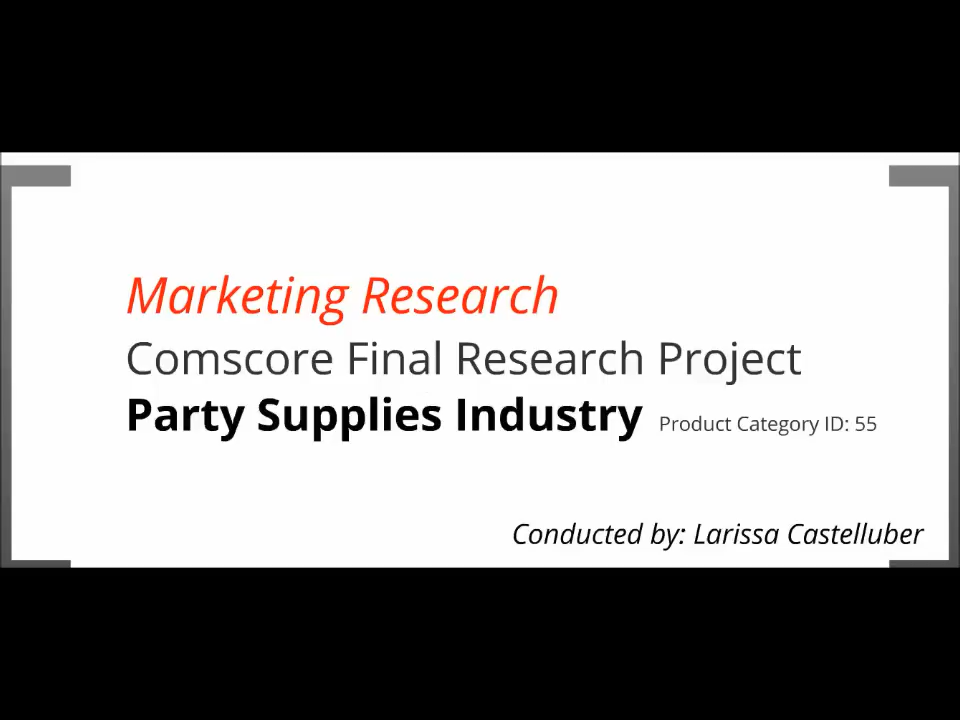 Marketing Research
Comscore Final Research Project
Party Supplies Industry Product Category ID: 55
Conducted by: Larissa Castelluber